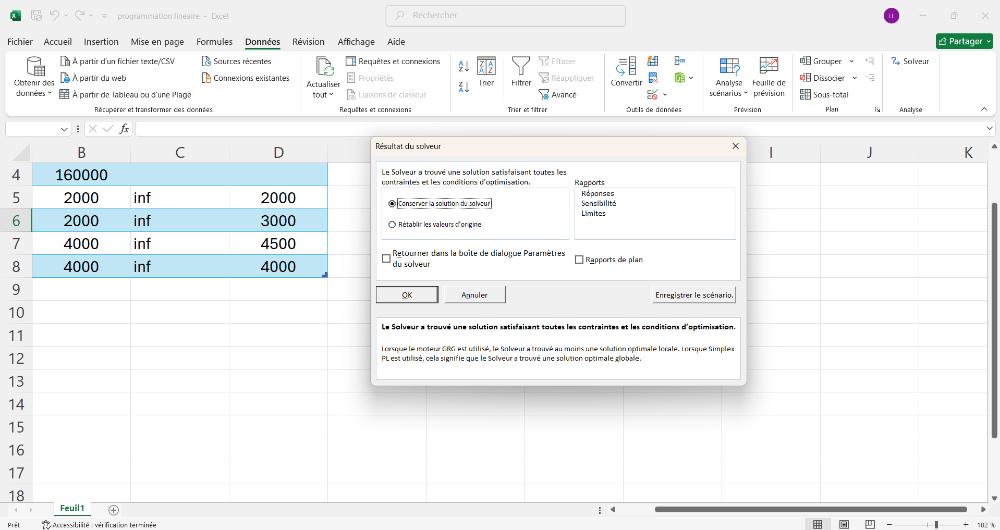 programmation lineaire - Excel
Rechercher
LL
Fichier Accueil Insertion Mise en page Formules Données Révision Affichage Aide
Partager
Obtenir des données
À partir d'un fichier texte/CSV
À partir du web
À partir de Tableau ou d'une Plage
Sources récentes
Connexions existantes
Récupérer et transformer des données
Actualiser tout
Requêtes et connexions
Propriétés
Liaisons de classeur
Requêtes et connexions
Trier
Filtrer
Effacer
Réappliquer
Avancé
Trier et filtrer
Convertir
Outils de données
Analyse scénarios
Feuille de prévision
Prévision
Grouper
Dissocier
Sous-total
Plan
Solveur
Analyse
fx
B C D I J K
4 160000
5 2000 inf 2000
6 2000 inf 3000
7 4000 inf 4500
8 4000 inf 4000
9
10
11
12
13
14
15
16
17
18
Résultat du solveur
Le Solveur a trouvé une solution satisfaisant toutes les
contraintes et les conditions d'optimisation.
Conserver la solution du solveur
Rétablir les valeurs d'origine
Rapports
Réponses
Sensibilité
Limites
Retourner dans la boîte de dialogue Paramètres
du solveur
Rapports de plan
OK
Annuler
Enregistrer le scénario.
Le Solveur a trouvé une solution satisfaisant toutes les contraintes et les conditions d'optimisation.
Lorsque le moteur GRG est utilisé, le Solveur a trouvé au moins une solution optimale locale. Lorsque Simplex
PL est utilisé, cela signifie que le Solveur a trouvé une solution optimale globale.
Feuil1
Prêt
Accessibilité : vérification terminée
182 %